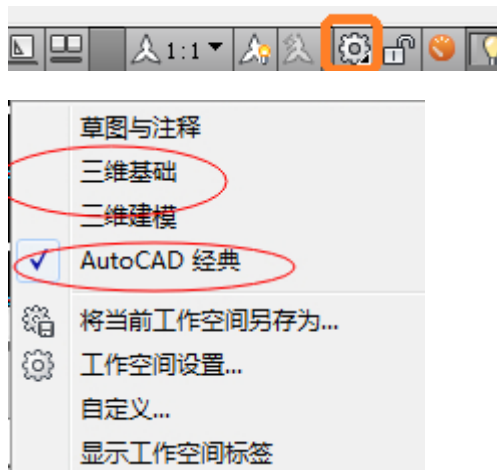 1:1
草图与注释
三维基础
三维建模
AutoCAD 经典
将当前工作空间另存为...
工作空间设置...
自定义...
显示工作空间标签